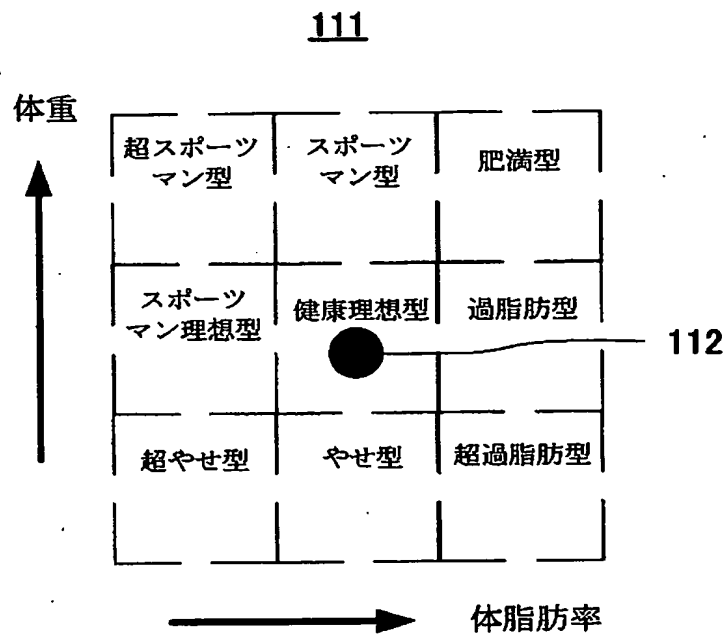 111
体重
超スポーツ
マン型
スポーツ
マン型
肥満型
スポーツ
マン理想型
健康理想型
過脂肪型
112
超やせ型
やせ型
超過脂肪型
体脂肪率